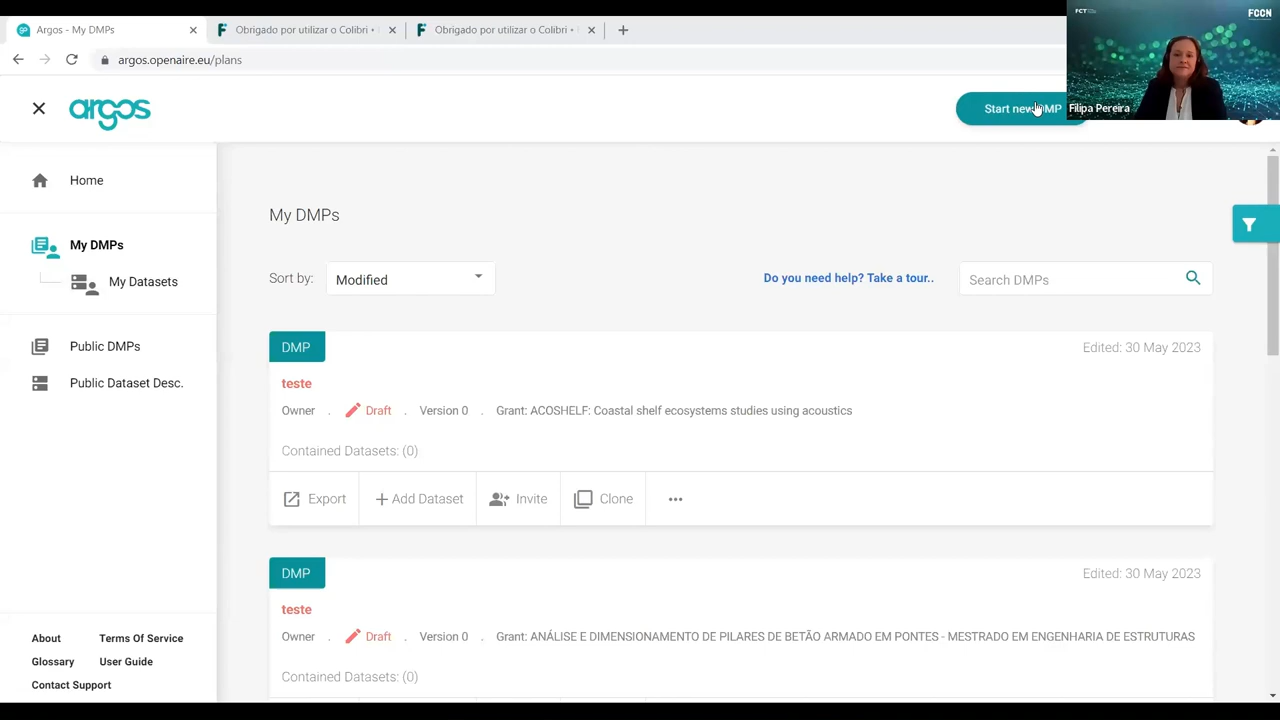 Argos - My DMPs
Obrigado por utilizar o Colibri •
Obrigado por utilizar o Colibri •
argos.openaire.eu/plans
FCT
FCCN
Filipa Pereira
argos
Start new DMP
Home
My DMPs
My Datasets
Public DMPs
Public Dataset Desc.
About
Terms Of Service
Glossary
User Guide
Contact Support
My DMPs
Sort by:
Modified
Do you need help? Take a tour..
Search DMPs
DMP
Edited: 30 May 2023
teste
Owner . Draft . Version 0 . Grant: ACOSHELF: Coastal shelf ecosystems studies using acoustics
Contained Datasets: (0)
Export
Add Dataset
Invite
Clone
DMP
Edited: 30 May 2023
teste
Owner . Draft . Version 0 . Grant: ANÁLISE E DIMENSIONAMENTO DE PILARES DE BETÃO ARMADO EM PONTES - MESTRADO EM ENGENHARIA DE ESTRUTURAS
Contained Datasets: (0)